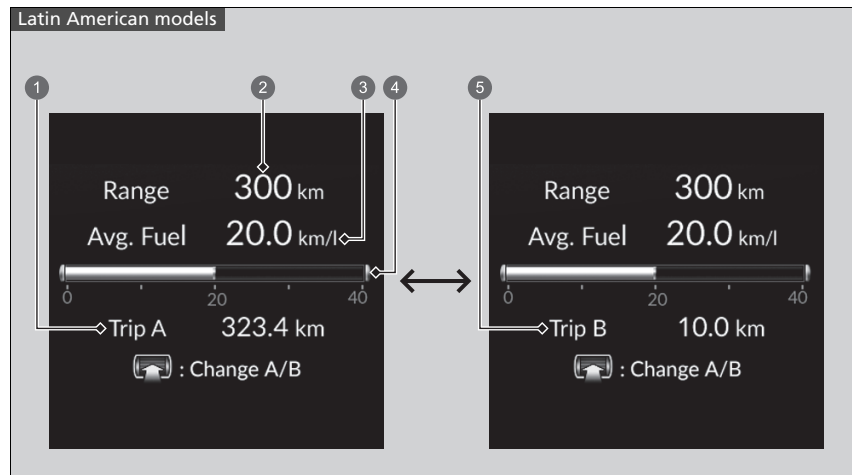 Latin American models
1 2 3 4 5
Range 300 km
Avg. Fuel 20.0 km/l
0 20 40
Trip A 323.4 km
: Change A/B
Range 300 km
Avg. Fuel 20.0 km/l
0 20 40
Trip B 10.0 km
: Change A/B